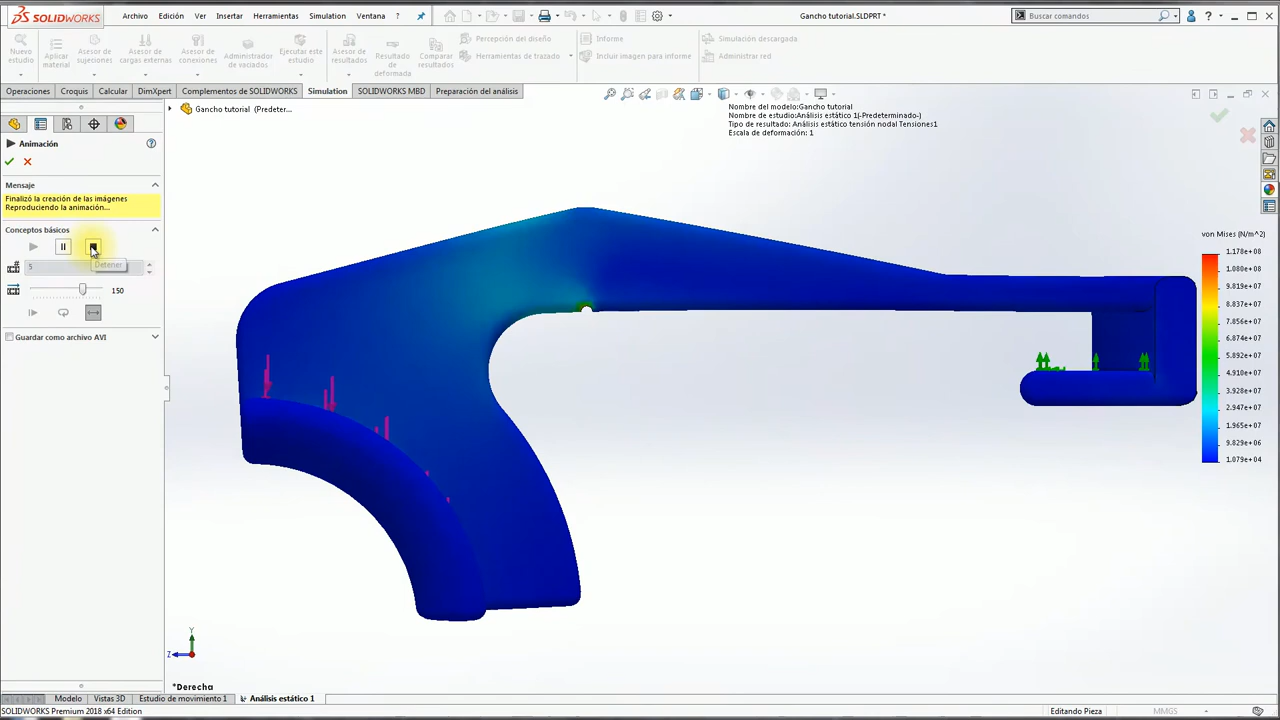 SOLIDWORKS
Archivo Edición Ver Insertar Herramientas Simulation Ventana ?
Gancho tutorial.SLDPRT *
Buscar comandos
Nuevo estudio
Aplicar material
Asesor de sujeciones
Asesor de cargas externas
Asesor de conexiones
Administrador de vaciados
Ejecutar este estudio
Asesor de resultados
Resultado de deformada
Comparar resultados
Percepción del diseño
Herramientas de trazado
Informe
Incluir imagen para informe
Simulación descargada
Administrar red
Operaciones Croquis Calcular DimXpert Complementos de SOLIDWORKS Simulation SOLIDWORKS MBD Preparación del análisis
Gancho tutorial (Predeter...
Nombre del modelo:Gancho tutorial
Nombre de estudio:Análisis estático 1(-Predeterminado-)
Tipo de resultado: Análisis estático tensión nodal Tensiones1
Escala de deformación: 1
Animación
Mensaje
Finalizó la creación de las imágenes
Reproduciendo la animación...
Conceptos básicos
Detener
5
150
Guardar como archivo AVI
von Mises (N/m^2)
1.178e+08
1.080e+08
9.813e+07
8.832e+07
7.852e+07
6.872e+07
5.892e+07
4.911e+07
3.928e+07
2.947e+07
1.965e+07
9.829e+06
1.079e+04
Y
Z
*Derecha
Modelo Vistas 3D Estudio de movimiento 1 Análisis estático 1
SOLIDWORKS Premium 2018 x64 Edition
Editando Pieza
MMGS